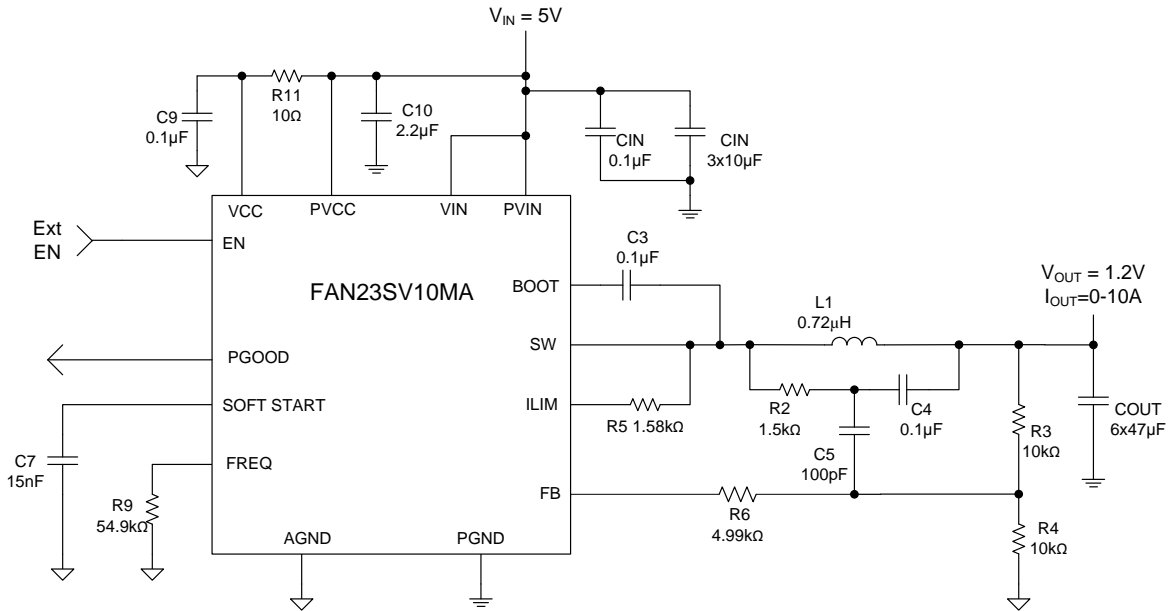 V_IN = 5V
R11
10Ω
C9
0.1µF
C10
2.2µF
CIN
0.1µF
CIN
3x10µF
VCC
PVCC
VIN
PVIN
Ext
EN
EN
C3
0.1µF
FAN23SV10MA
BOOT
V_OUT = 1.2V
I_OUT=0-10A
L1
0.72µH
SW
PGOOD
SOFT START
ILIM
R5 1.58kΩ
R2
1.5kΩ
C4
0.1µF
COUT
6x47µF
R3
10kΩ
C5
100pF
C7
15nF
FREQ
FB
R9
54.9kΩ
R6
4.99kΩ
R4
10kΩ
AGND
PGND